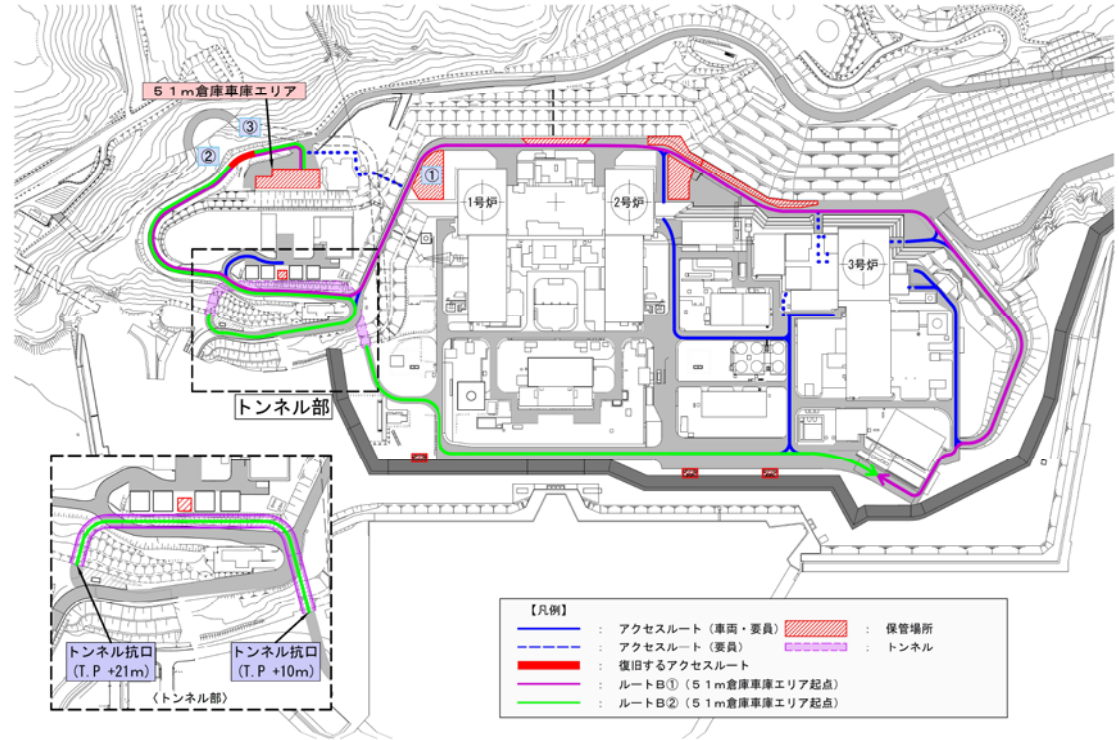 51m倉庫車庫エリア
③
②
①
1号炉
2号炉
3号炉
トンネル部
トンネル坑口
(T.P +21m)
トンネル坑口
(T.P +10m)
〈トンネル部〉
【凡例】
： アクセスルート（車両・要員）
： 保管場所
： アクセスルート（要員）
： トンネル
： 復旧するアクセスルート
： ルートB①（51m倉庫車庫エリア起点）
： ルートB②（51m倉庫車庫エリア起点）